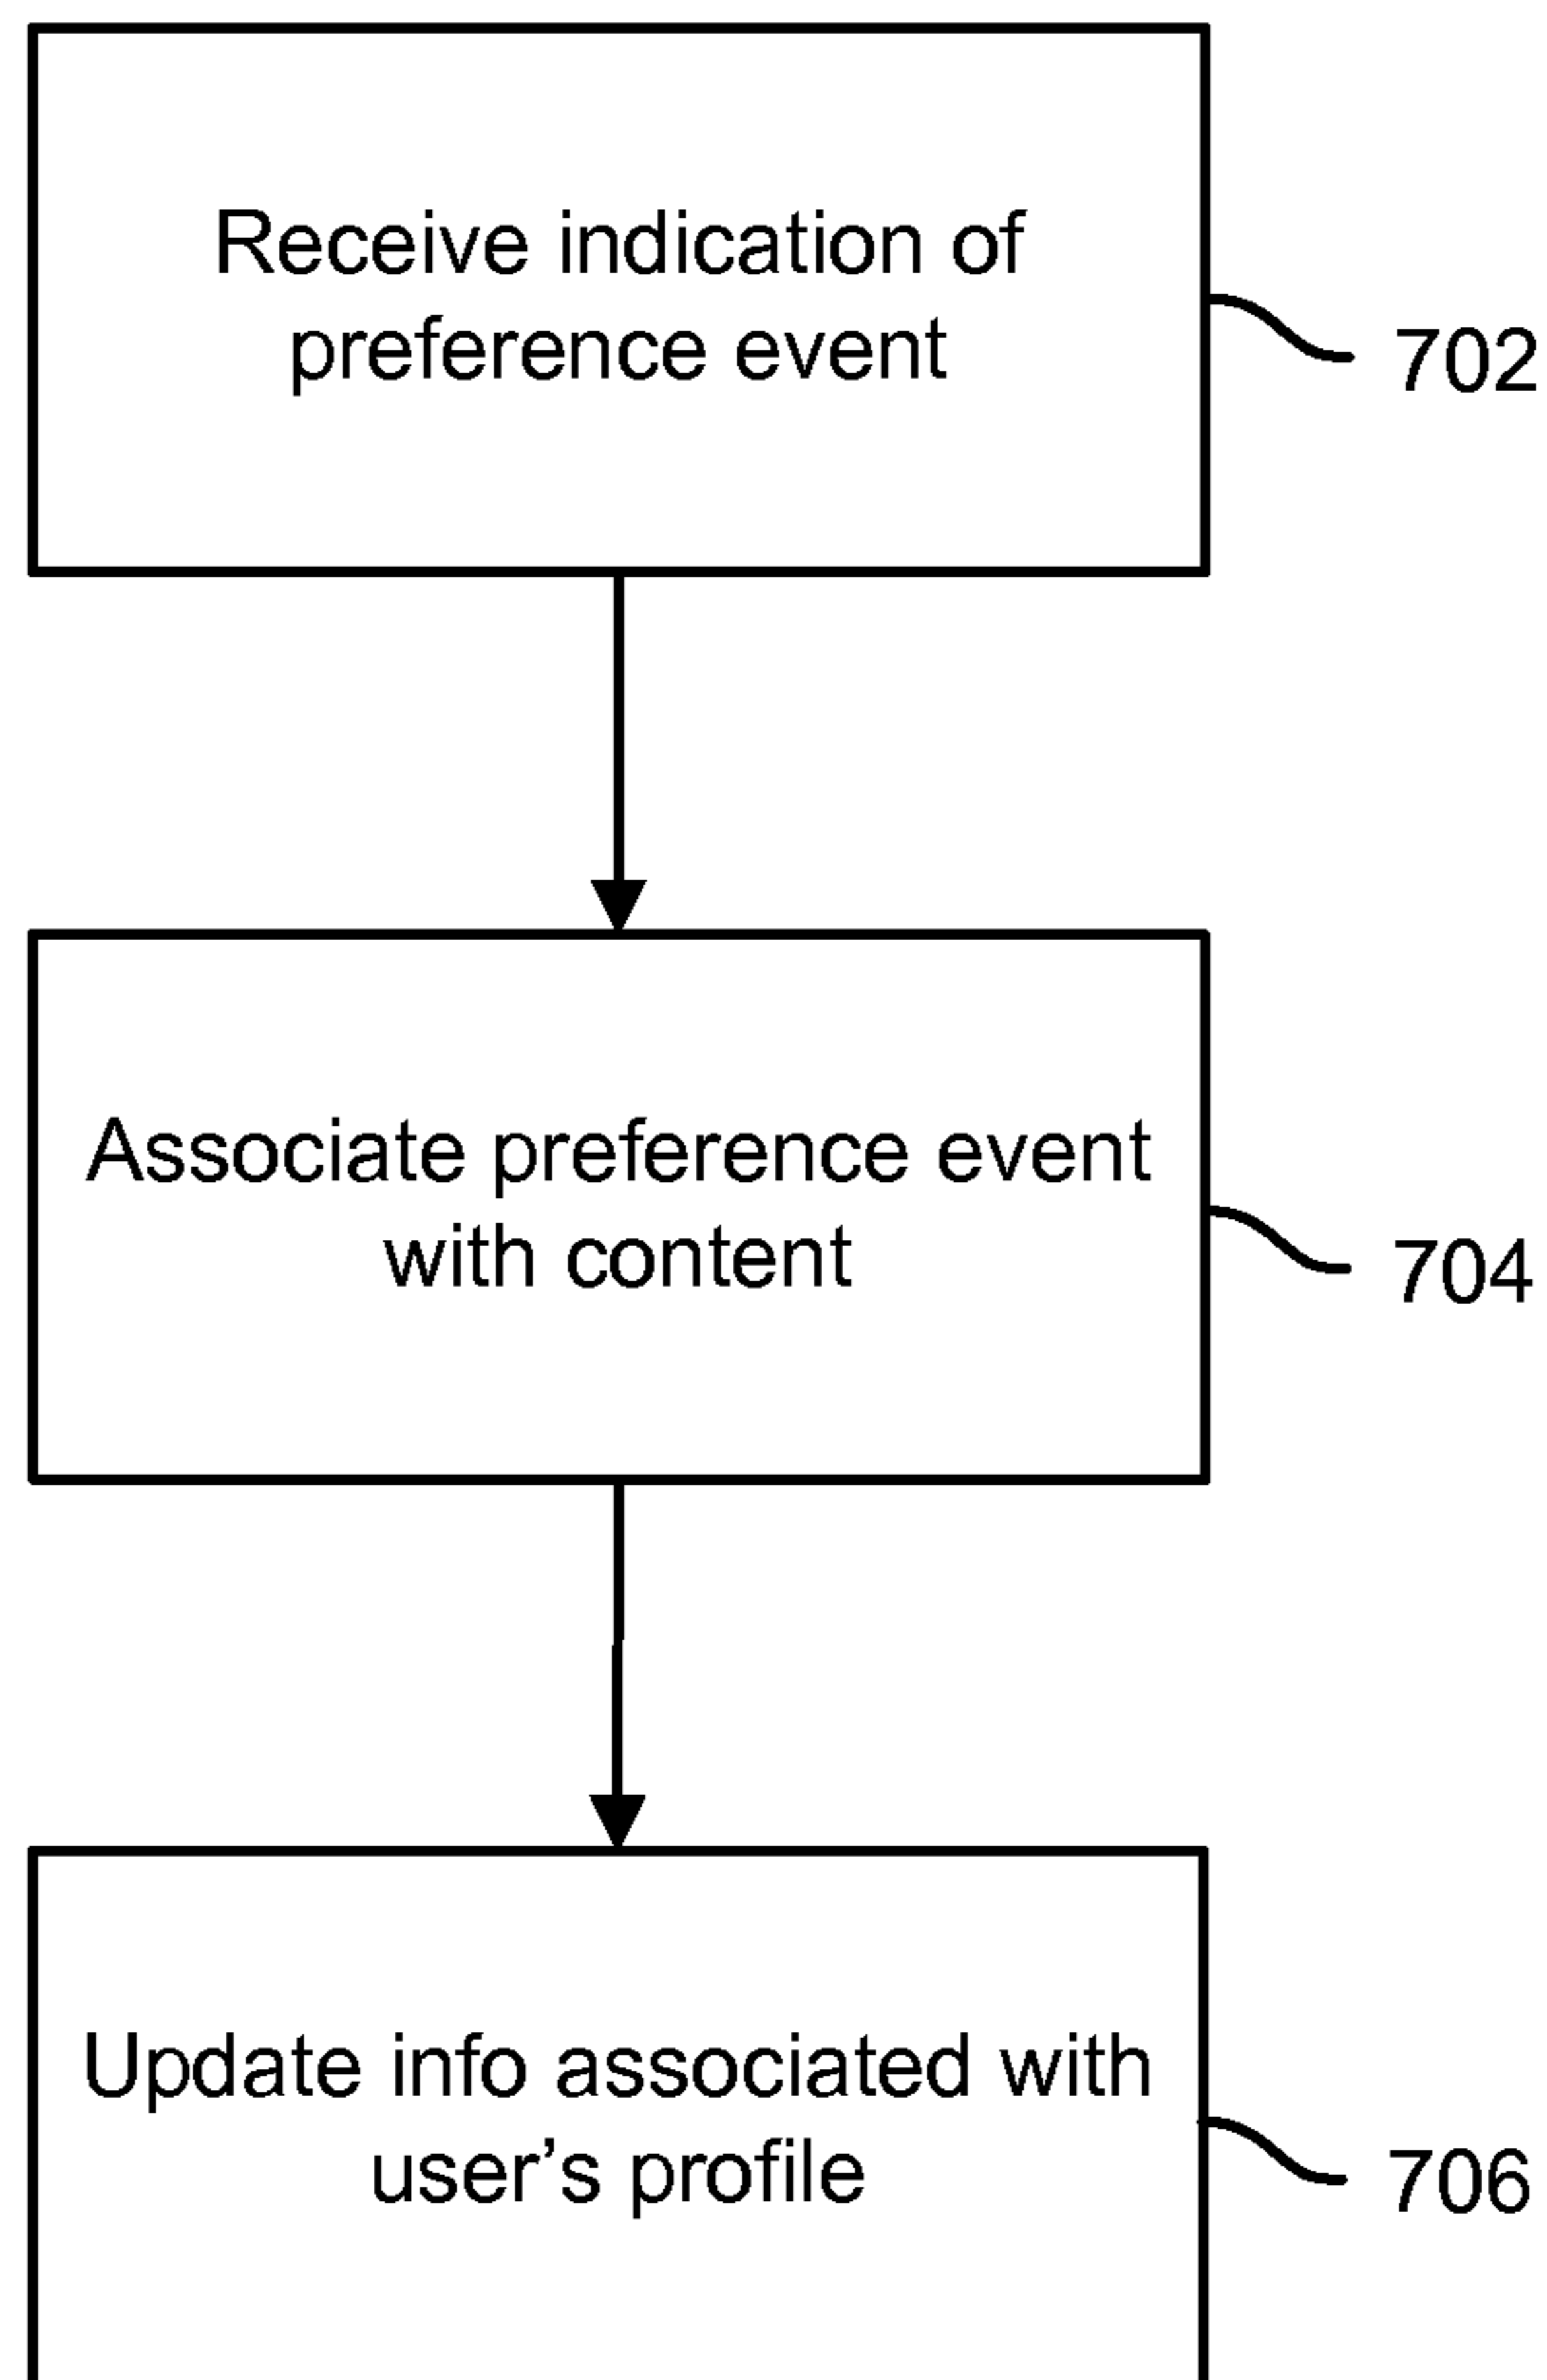 Receive indication of
preference event
702
Associate preference event
with content
704
Update info associated with
user’s profile
706